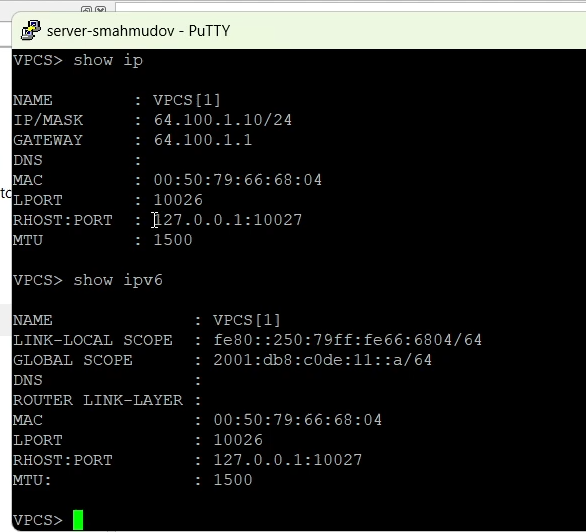 server-smahmudov - PuTTY
VPCS> show ip
NAME : VPCS[1]
IP/MASK : 64.100.1.10/24
GATEWAY : 64.100.1.1
DNS :
MAC : 00:50:79:66:68:04
LPORT : 10026
RHOST:PORT : 127.0.0.1:10027
MTU : 1500
VPCS> show ipv6
NAME : VPCS[1]
LINK-LOCAL SCOPE : fe80::250:79ff:fe66:6804/64
GLOBAL SCOPE : 2001:db8:c0de:11::a/64
DNS :
ROUTER LINK-LAYER :
MAC : 00:50:79:66:68:04
LPORT : 10026
RHOST:PORT : 127.0.0.1:10027
MTU: : 1500
VPCS>